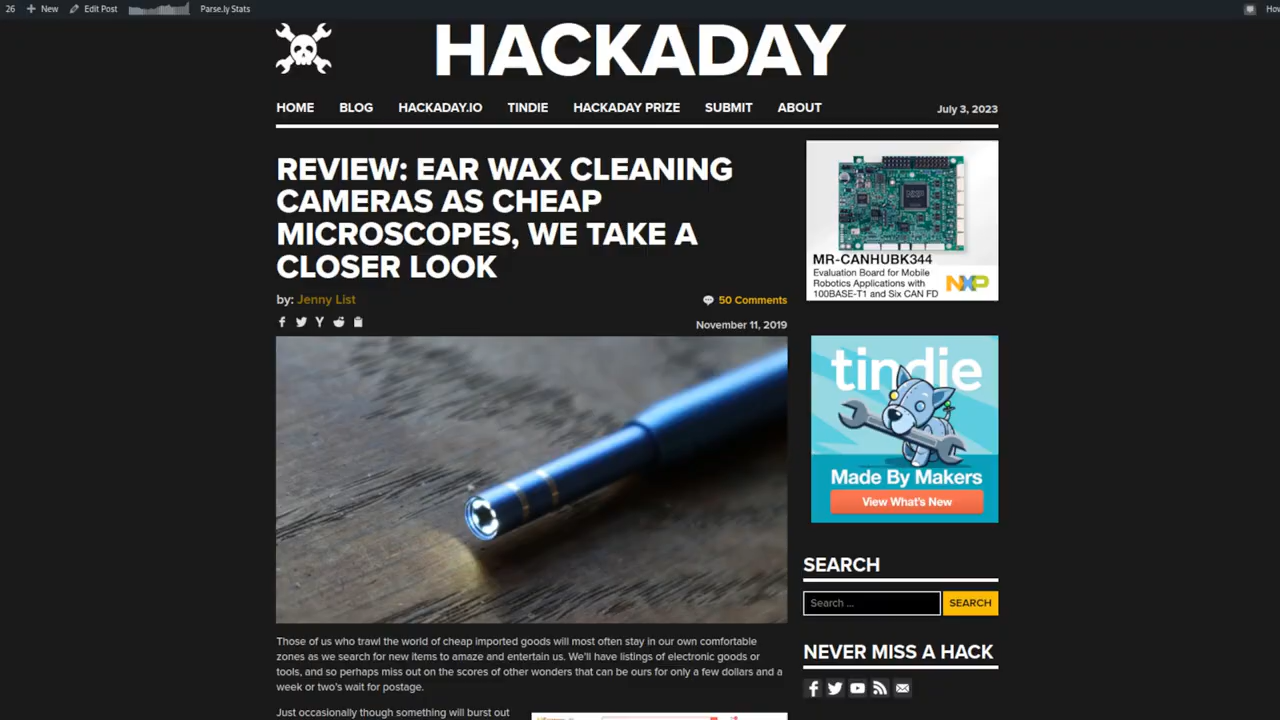 26 New Edit Post Parse.ly Stats
HACKADAY
HOME BLOG HACKADAY.IO TINDIE HACKADAY PRIZE SUBMIT ABOUT
July 3, 2023
REVIEW: EAR WAX CLEANING
CAMERAS AS CHEAP
MICROSCOPES, WE TAKE A
CLOSER LOOK
by: Jenny List
50 Comments
November 11, 2019
Those of us who trawl the world of cheap imported goods will most often stay in our own comfortable
zones as we search for new items to amaze and entertain us. We'll have listings of electronic goods or
tools, and so perhaps miss out on the scores of other wonders that can be ours for only a few dollars and a
week or two's wait for postage.
Just occasionally though something will burst out
NXP
MR-CANHUBK344
Evaluation Board for Mobile
Robotics Applications with
100BASE-T1 and Six CAN FD
NXP
tindie
Made By Makers
View What's New
SEARCH
Search ...
SEARCH
NEVER MISS A HACK